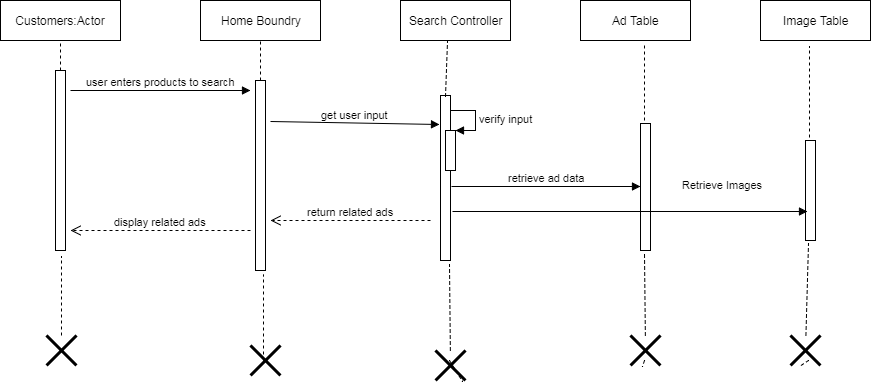 Customers:Actor
Home Boundry
Search Controller
Ad Table
Image Table
user enters products to search
get user input
verify input
retrieve ad data
Retrieve Images
return related ads
display related ads